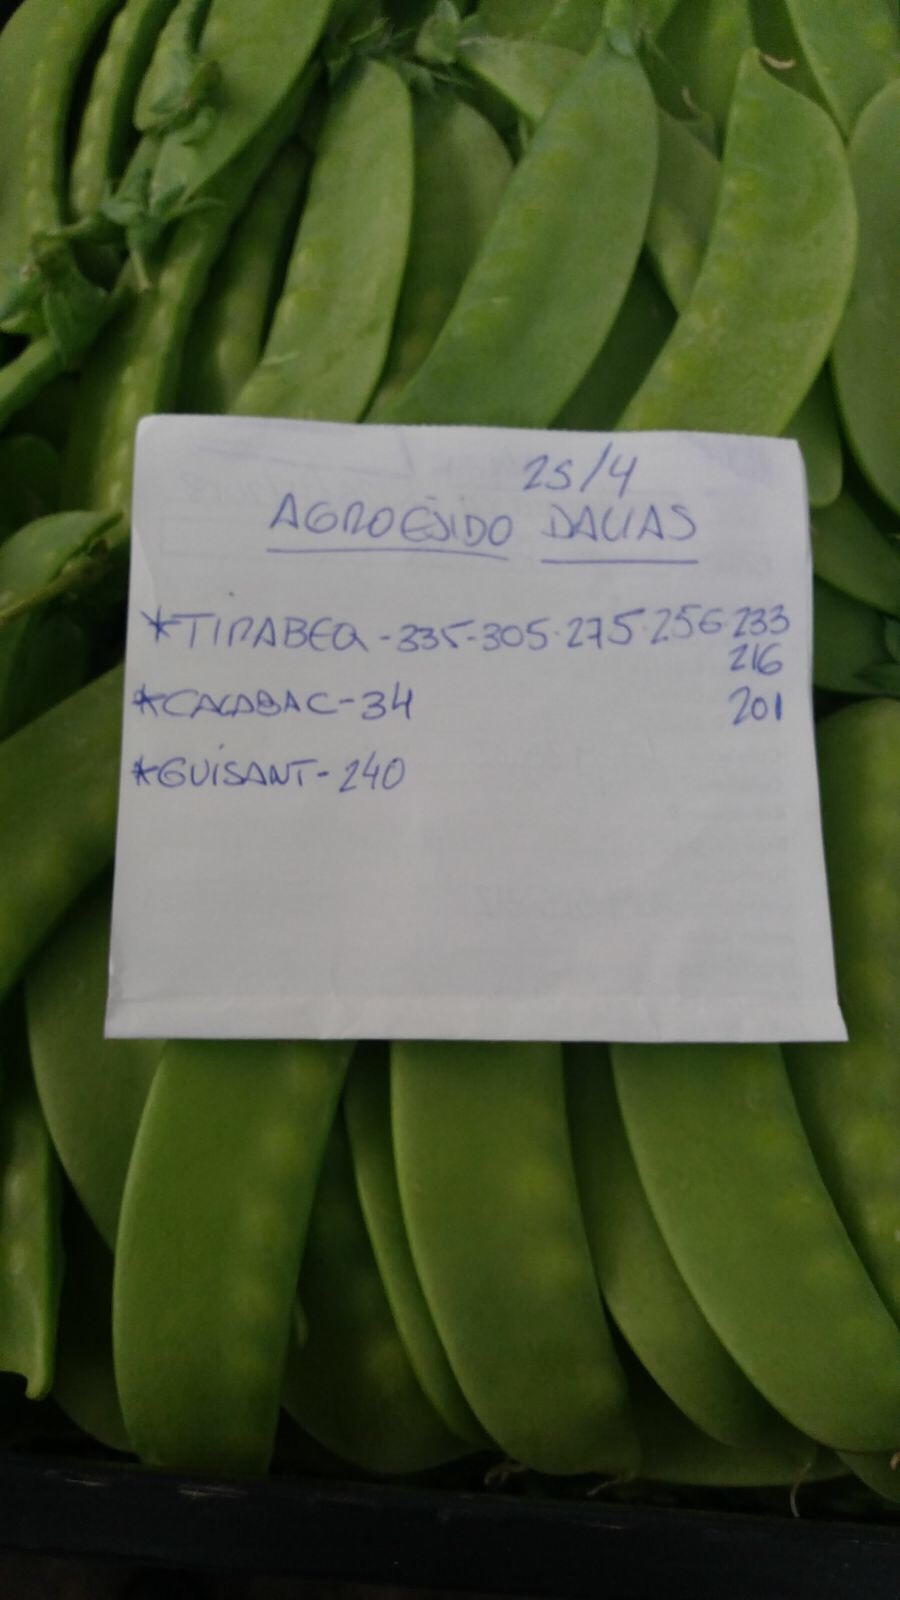 25/4
AGROEJIDO DALIAS
*TIRABEQ-335-305-275-256-233
216
*CALABAC-34 201
*GUISANT-240